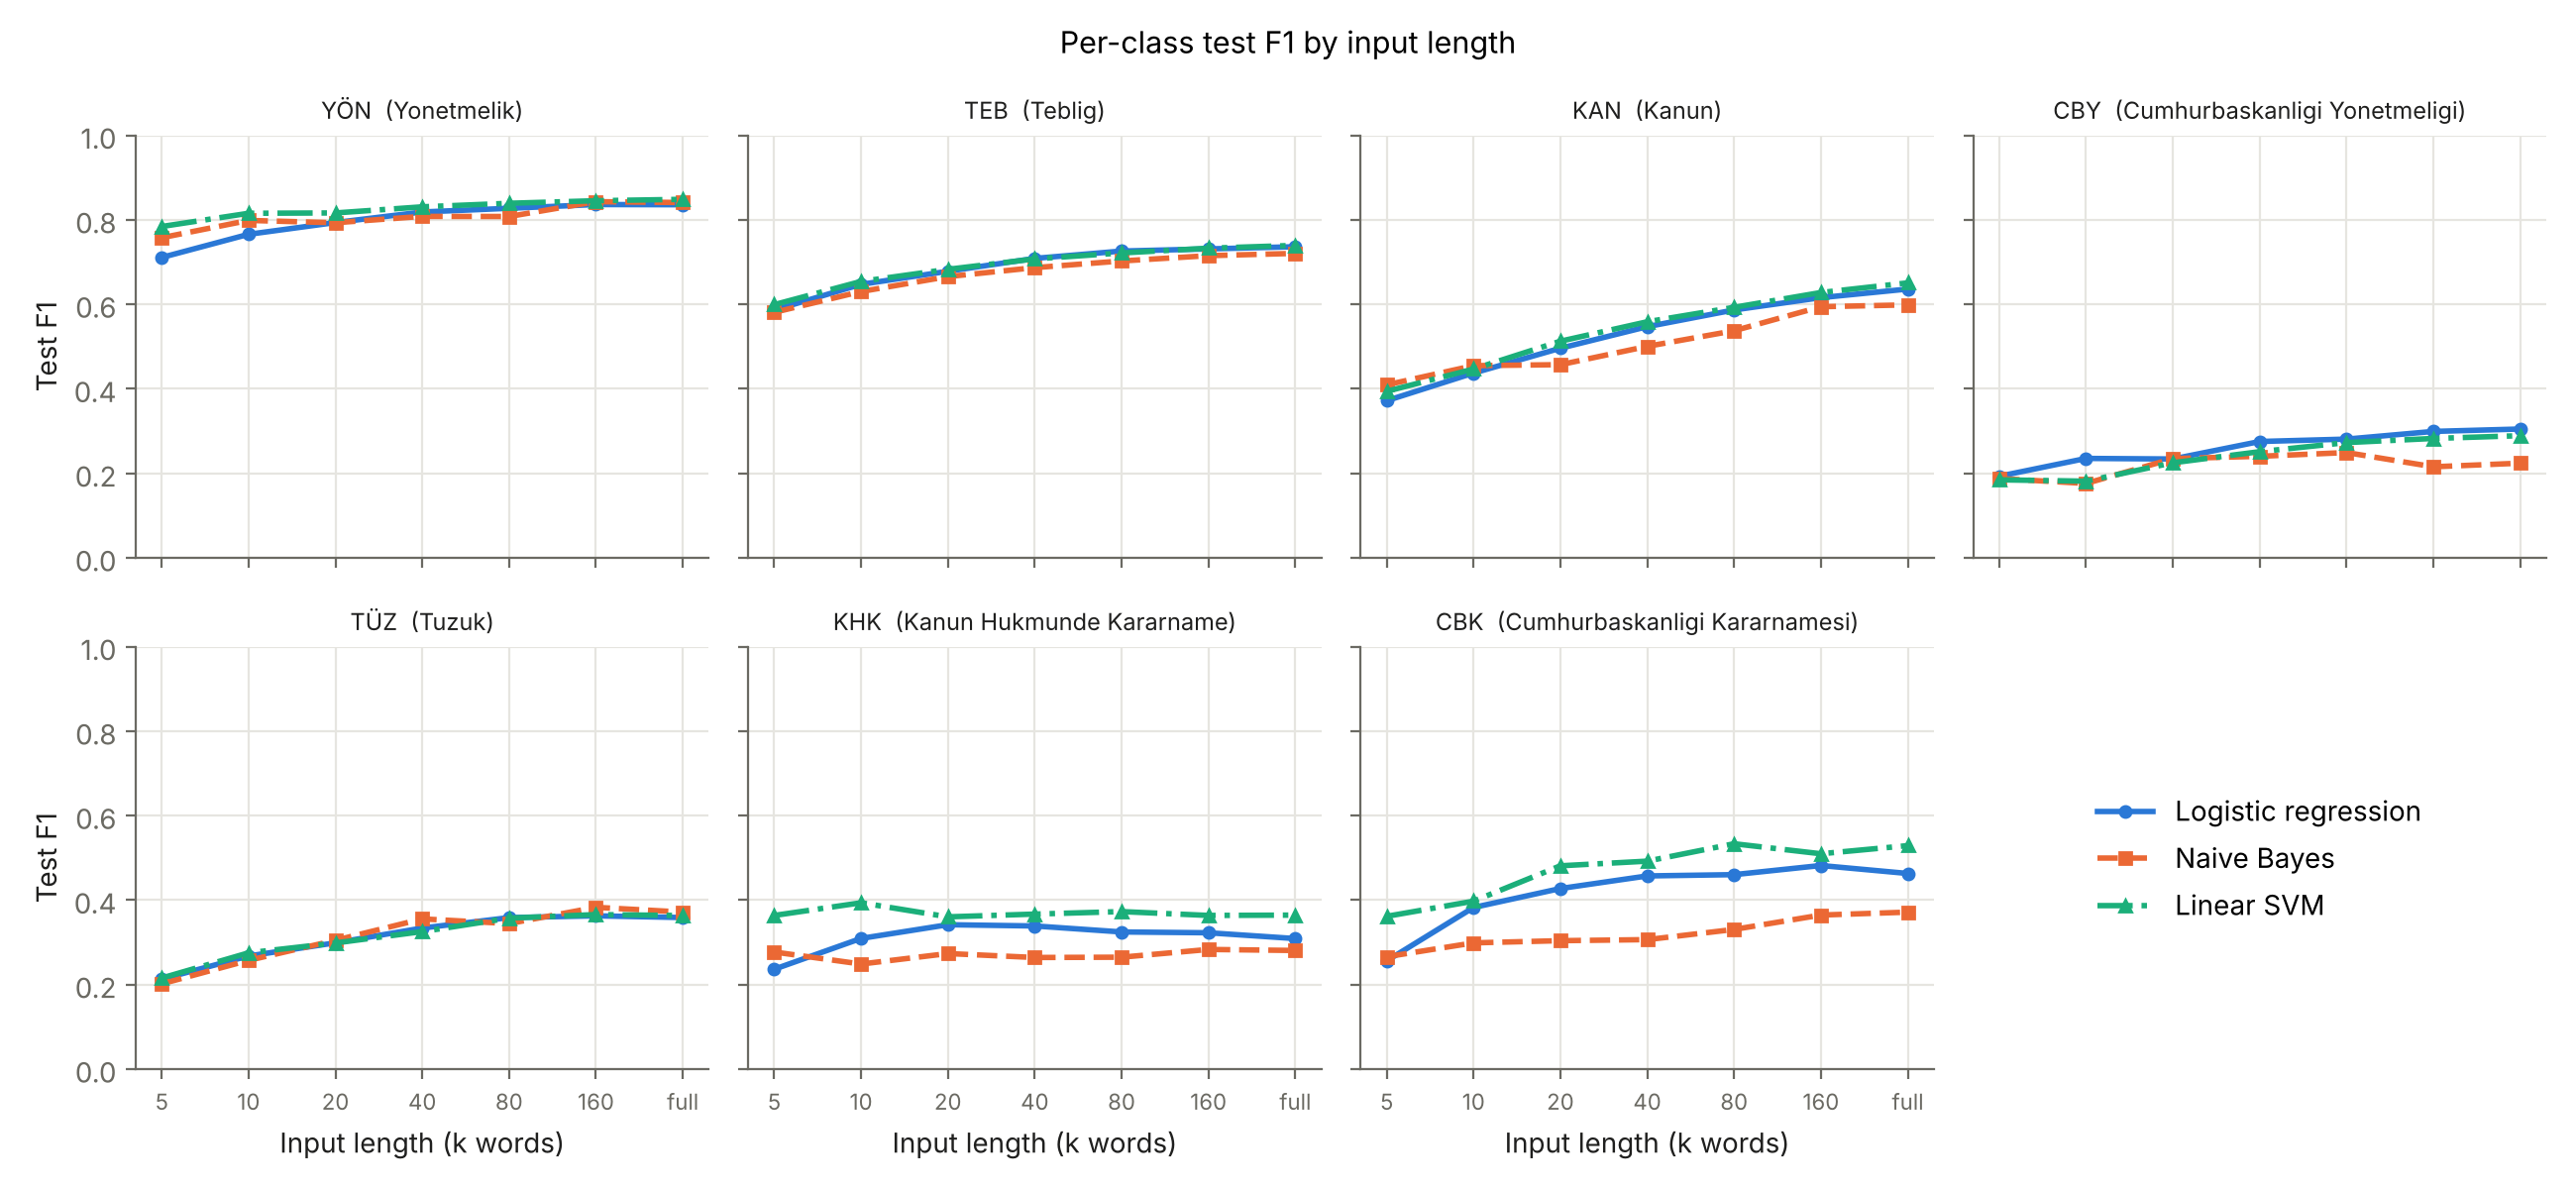 Per-class test F1 by input length
YÖN (Yonetmelik)
TEB (Teblig)
KAN (Kanun)
CBY (Cumhurbaskanligi Yonetmeligi)
Test F1
1.0
0.8
0.6
0.4
0.2
0.0
TÜZ (Tuzuk)
KHK (Kanun Hukmunde Kararname)
CBK (Cumhurbaskanligi Kararnamesi)
Test F1
1.0
0.8
0.6
0.4
0.2
0.0
5 10 20 40 80 160 full
5 10 20 40 80 160 full
5 10 20 40 80 160 full
Input length (k words)
Input length (k words)
Input length (k words)
Logistic regression
Naive Bayes
Linear SVM